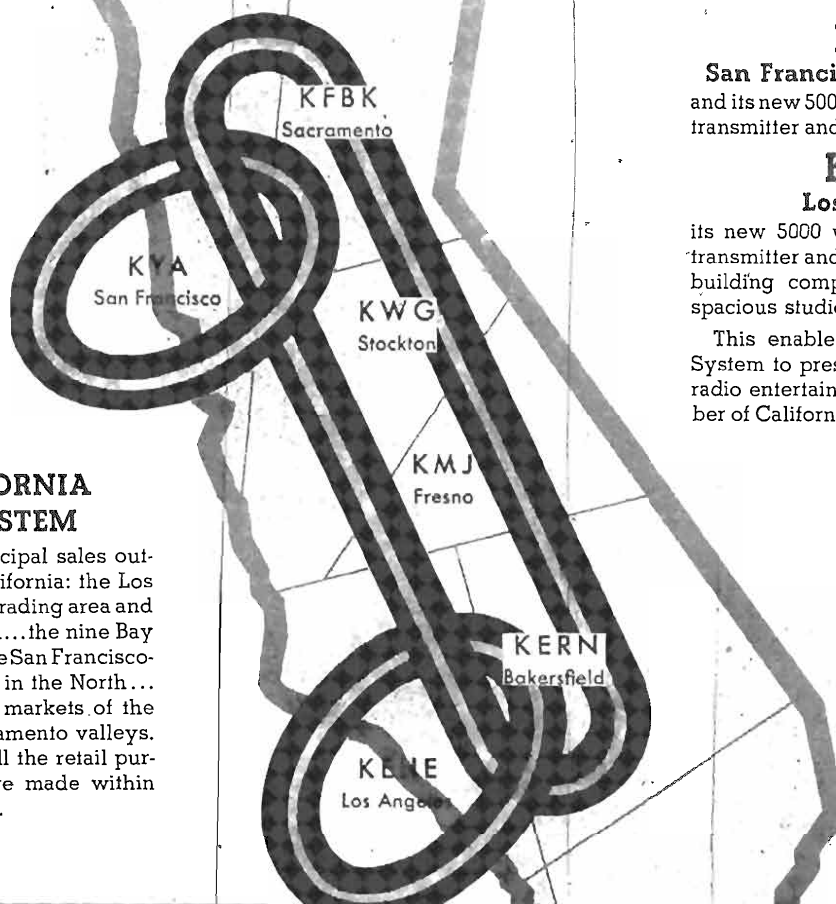 San Franci
and its new 500
transmitter and
Los
its new 5000 w
transmitter and
building comp
spacious studio
This enable
System to pres
radio entertain
ber of Californ
KFBK
Sacramento
KYA
San Francisco
KWG
Stockton
KMJ
Fresno
KERN
Bakersfield
KEHE
Los Angeles
ORNIA
STEM
cipal sales out-
ifornia: the Los
rading area and
....the nine Bay
e San Francisco-
in the North...
markets of the
amento valleys.
ll the retail pur-
e made within